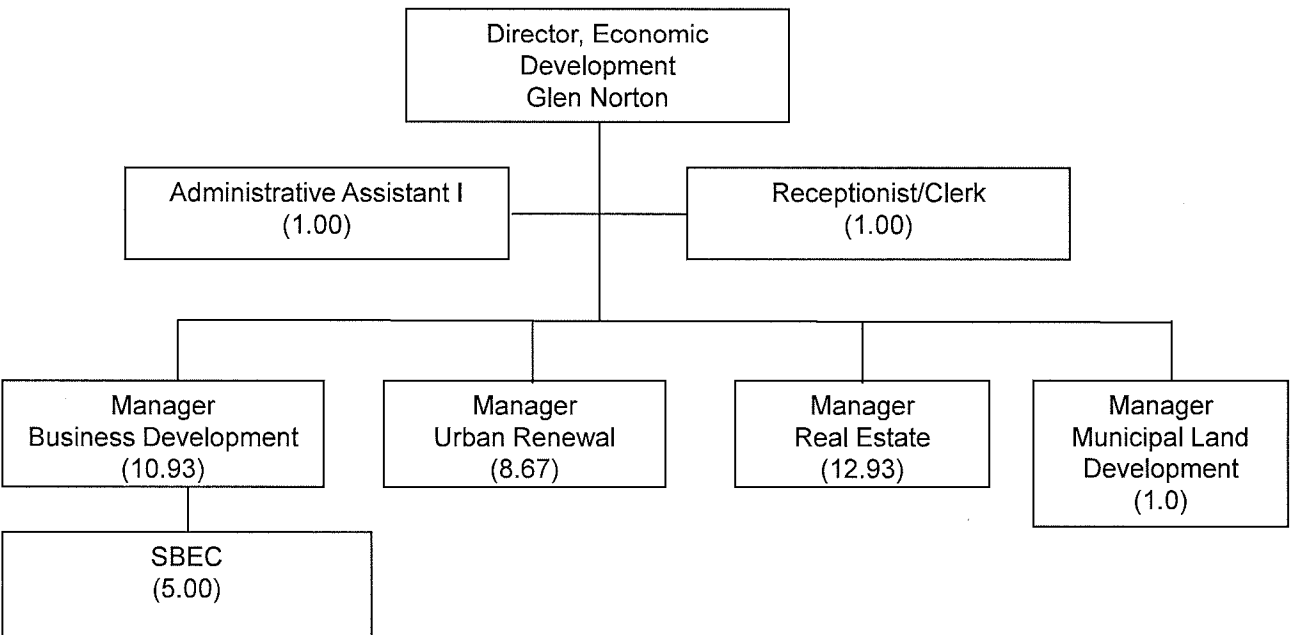 Director, Economic
Development
Glen Norton
Administrative Assistant I
(1.00)
Receptionist/Clerk
(1.00)
Manager
Business Development
(10.93)
Manager
Urban Renewal
(8.67)
Manager
Real Estate
(12.93)
Manager
Municipal Land
Development
(1.0)
SBEC
(5.00)